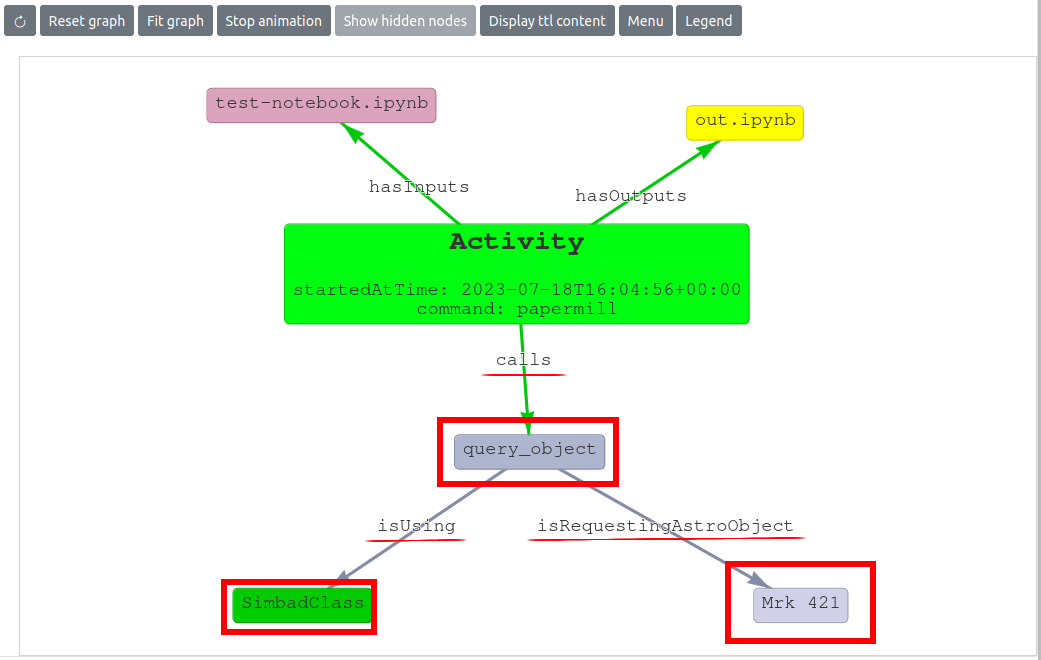 Reset graph
Fit graph
Stop animation
Show hidden nodes
Display ttl content
Menu
Legend
test-notebook.ipynb
out.ipynb
hasInputs
hasOutputs
Activity
startedAtTime: 2023-07-18T16:04:56+00:00
command: papermill
calls
query_object
isUsing
isRequestingAstroObject
SimbadClass
Mrk 421